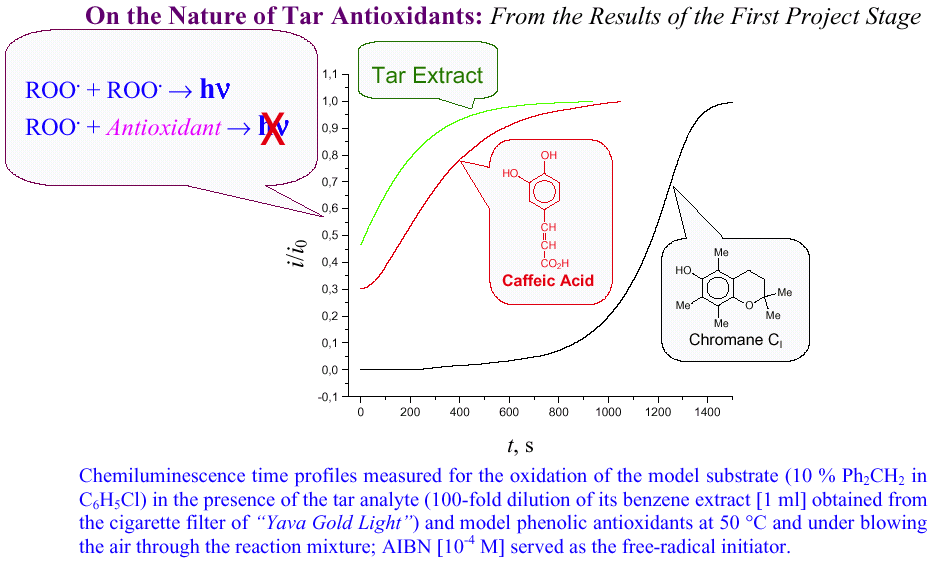 On the Nature of Tar Antioxidants: From the Results of the First Project Stage
ROO· + ROO· → hν
ROO· + Antioxidant → hν
X
Tar Extract
1,1
1,0
0,9
0,8
0,7
0,6
0,5
0,4
0,3
0,2
0,1
0,0
-0,1
i/i₀
OH
HO
CH
CH
CO₂H
Caffeic Acid
Me
HO
Me
O
Me
Me
Me
Chromane C₁
0 200 400 600 800 1000 1200 1400
t, s
Chemiluminescence time profiles measured for the oxidation of the model substrate (10 % Ph₂CH₂ in
C₆H₅Cl) in the presence of the tar analyte (100-fold dilution of its benzene extract [1 ml] obtained from
the cigarette filter of “Yava Gold Light”) and model phenolic antioxidants at 50 °C and under blowing
the air through the reaction mixture; AIBN [10⁻⁴ M] served as the free-radical initiator.